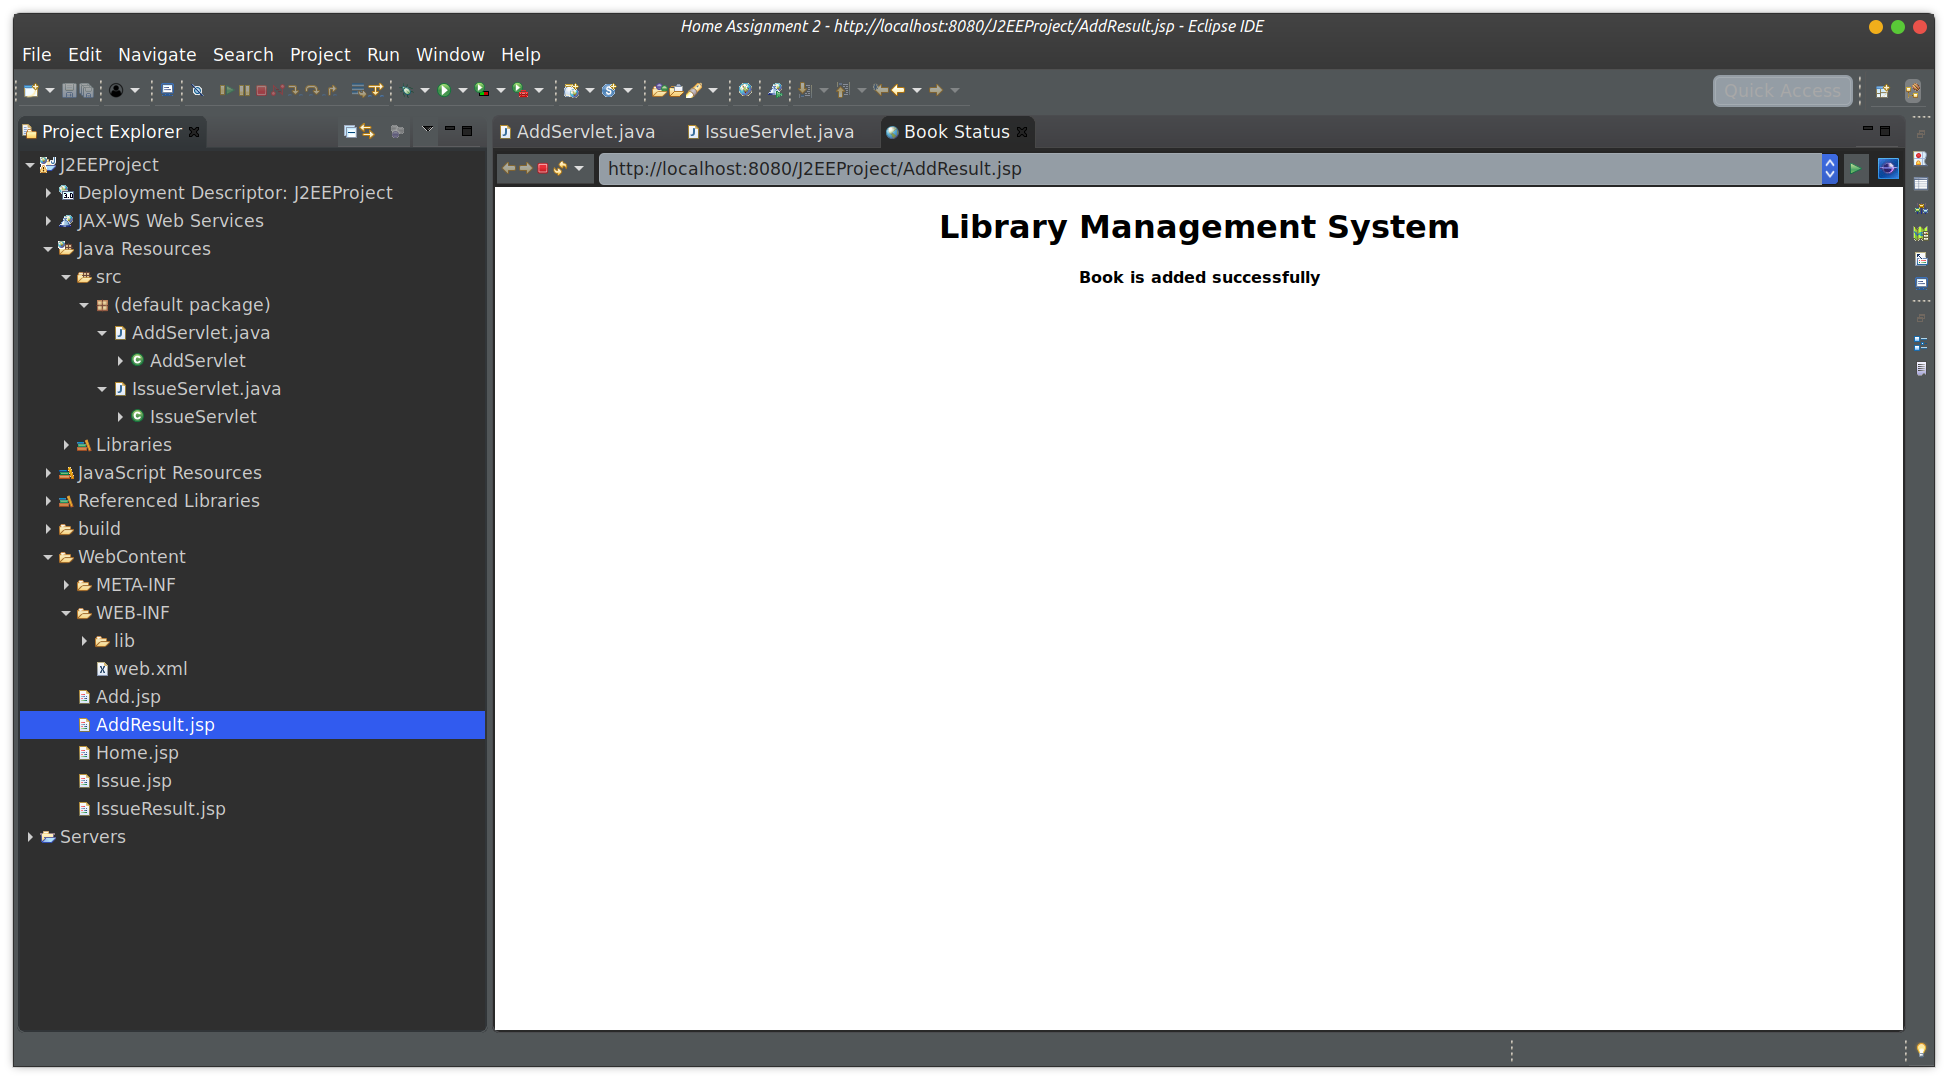 Home Assignment 2 - http://localhost:8080/J2EEProject/AddResult.jsp - Eclipse IDE
File Edit Navigate Search Project Run Window Help
Quick Access
Project Explorer
AddServlet.java IssueServlet.java Book Status
http://localhost:8080/J2EEProject/AddResult.jsp
J2EEProject
Deployment Descriptor: J2EEProject
JAX-WS Web Services
Java Resources
src
(default package)
AddServlet.java
AddServlet
IssueServlet.java
IssueServlet
Libraries
JavaScript Resources
Referenced Libraries
build
WebContent
META-INF
WEB-INF
lib
web.xml
Add.jsp
AddResult.jsp
Home.jsp
Issue.jsp
IssueResult.jsp
Servers
Library Management System
Book is added successfully